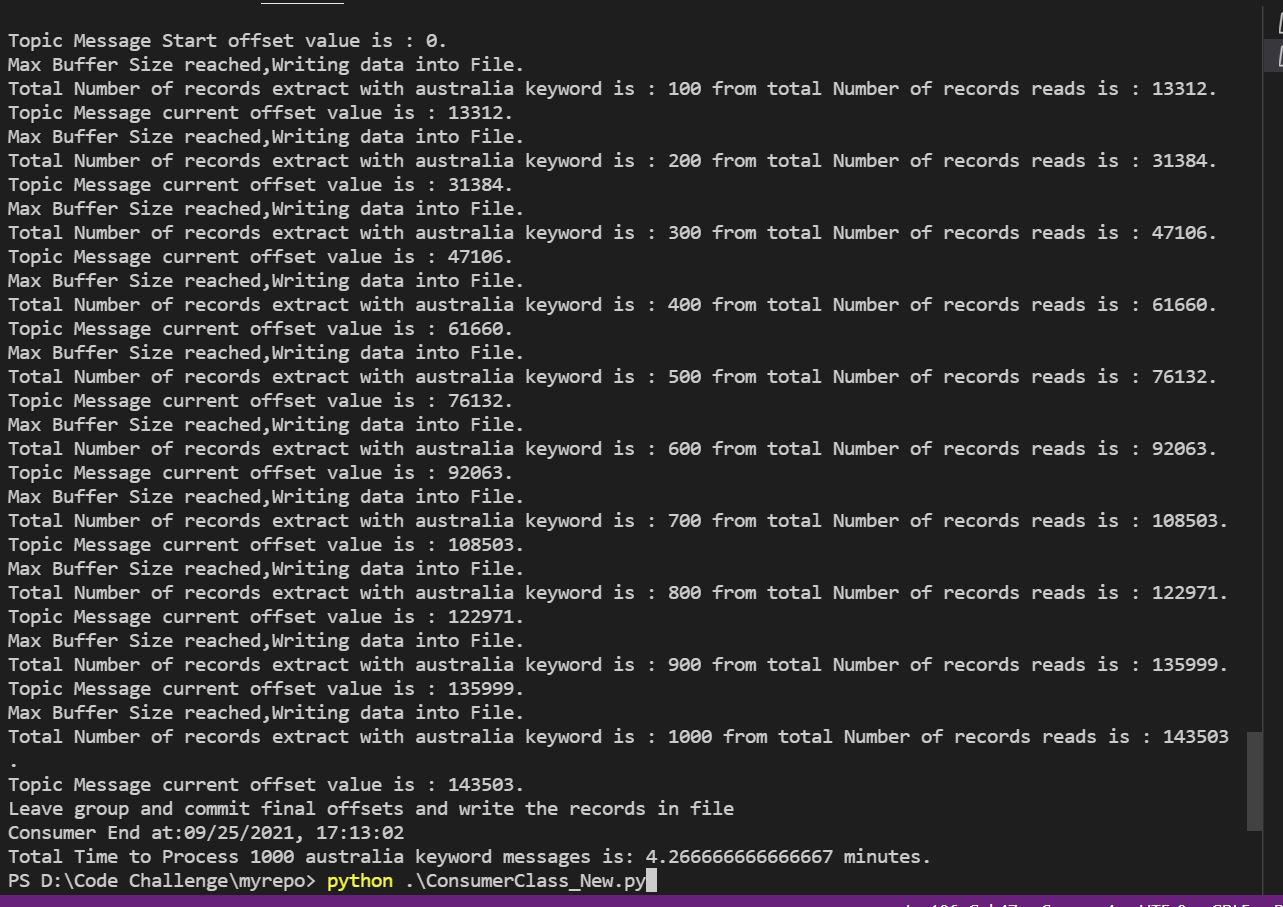 Topic Message Start offset value is : 0.
Max Buffer Size reached,Writing data into File.
Total Number of records extract with australia keyword is : 100 from total Number of records reads is : 13312.
Topic Message current offset value is : 13312.
Max Buffer Size reached,Writing data into File.
Total Number of records extract with australia keyword is : 200 from total Number of records reads is : 31384.
Topic Message current offset value is : 31384.
Max Buffer Size reached,Writing data into File.
Total Number of records extract with australia keyword is : 300 from total Number of records reads is : 47106.
Topic Message current offset value is : 47106.
Max Buffer Size reached,Writing data into File.
Total Number of records extract with australia keyword is : 400 from total Number of records reads is : 61660.
Topic Message current offset value is : 61660.
Max Buffer Size reached,Writing data into File.
Total Number of records extract with australia keyword is : 500 from total Number of records reads is : 76132.
Topic Message current offset value is : 76132.
Max Buffer Size reached,Writing data into File.
Total Number of records extract with australia keyword is : 600 from total Number of records reads is : 92063.
Topic Message current offset value is : 92063.
Max Buffer Size reached,Writing data into File.
Total Number of records extract with australia keyword is : 700 from total Number of records reads is : 108503.
Topic Message current offset value is : 108503.
Max Buffer Size reached,Writing data into File.
Total Number of records extract with australia keyword is : 800 from total Number of records reads is : 122971.
Topic Message current offset value is : 122971.
Max Buffer Size reached,Writing data into File.
Total Number of records extract with australia keyword is : 900 from total Number of records reads is : 135999.
Topic Message current offset value is : 135999.
Max Buffer Size reached,Writing data into File.
Total Number of records extract with australia keyword is : 1000 from total Number of records reads is : 143503
.
Topic Message current offset value is : 143503.
Leave group and commit final offsets and write the records in file
Consumer End at:09/25/2021, 17:13:02
Total Time to Process 1000 australia keyword messages is: 4.266666666666667 minutes.
PS D:\Code Challenge\myrepo> python .\ConsumerClass_New.py